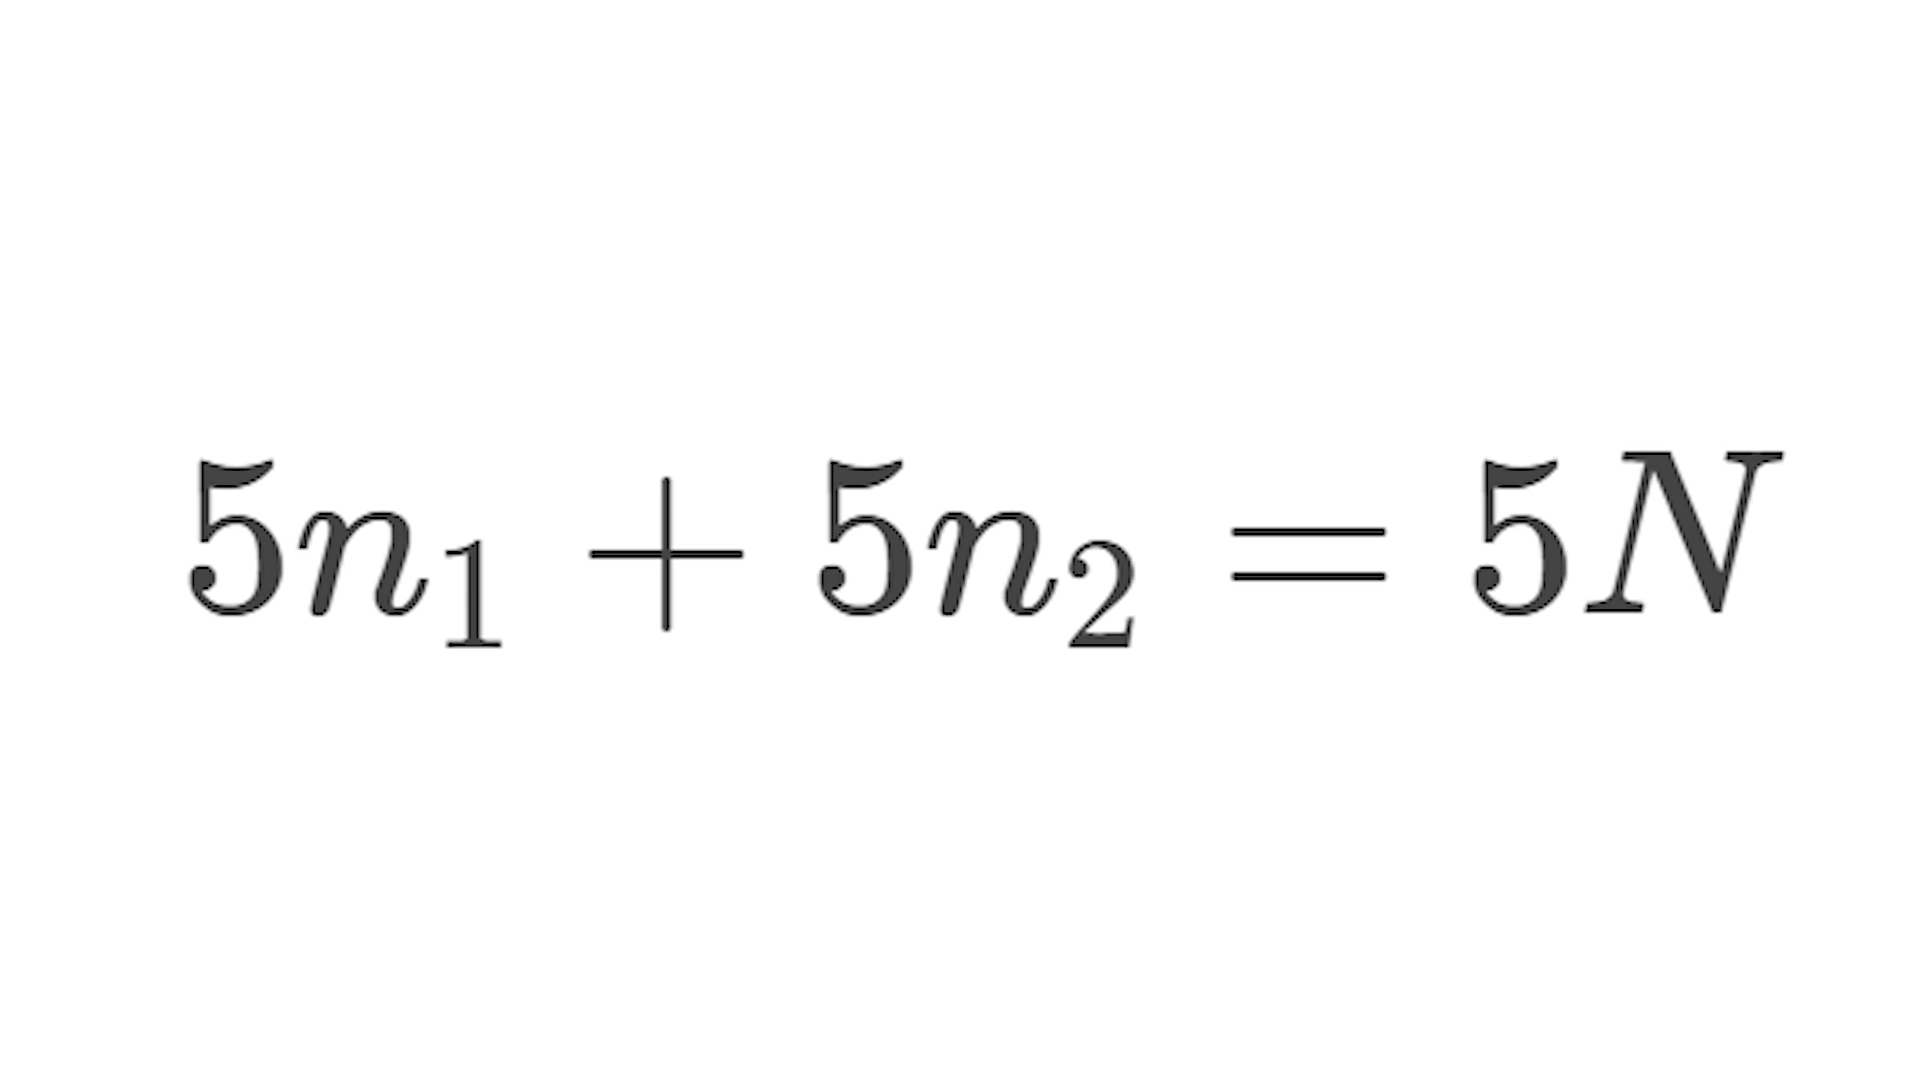 5n₁ + 5n₂ = 5N